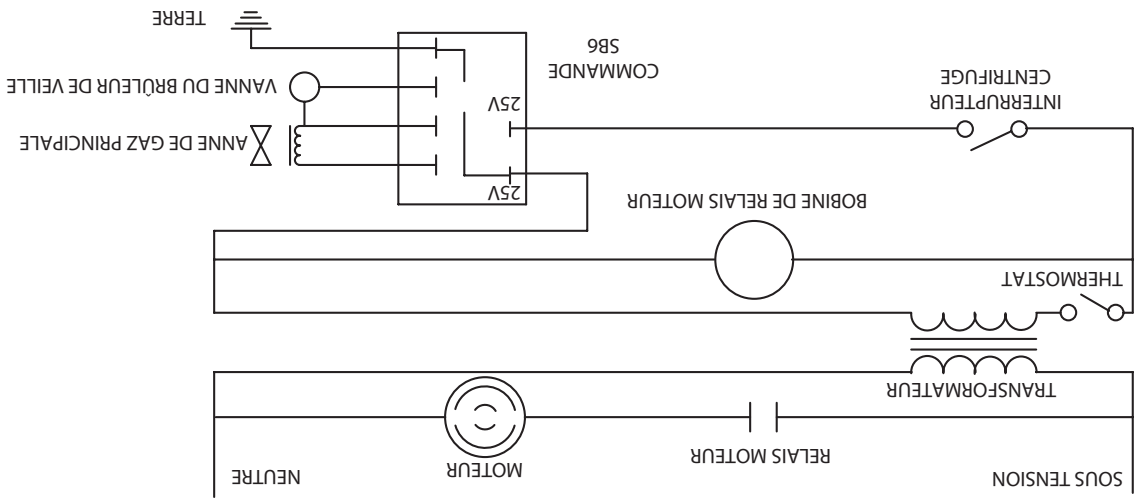 SOUS TENSION
NEUTRE
RELAIS MOTEUR
MOTEUR
TRANSFORMATEUR
THERMOSTAT
BOBINE DE RELAIS MOTEUR
INTERRUPTEUR
CENTRIFUGE
25V
25V
COMMANDE
SB6
ANNE DE GAZ PRINCIPALE
VANNE DU BRÛLEUR DE VEILLE
TERRE